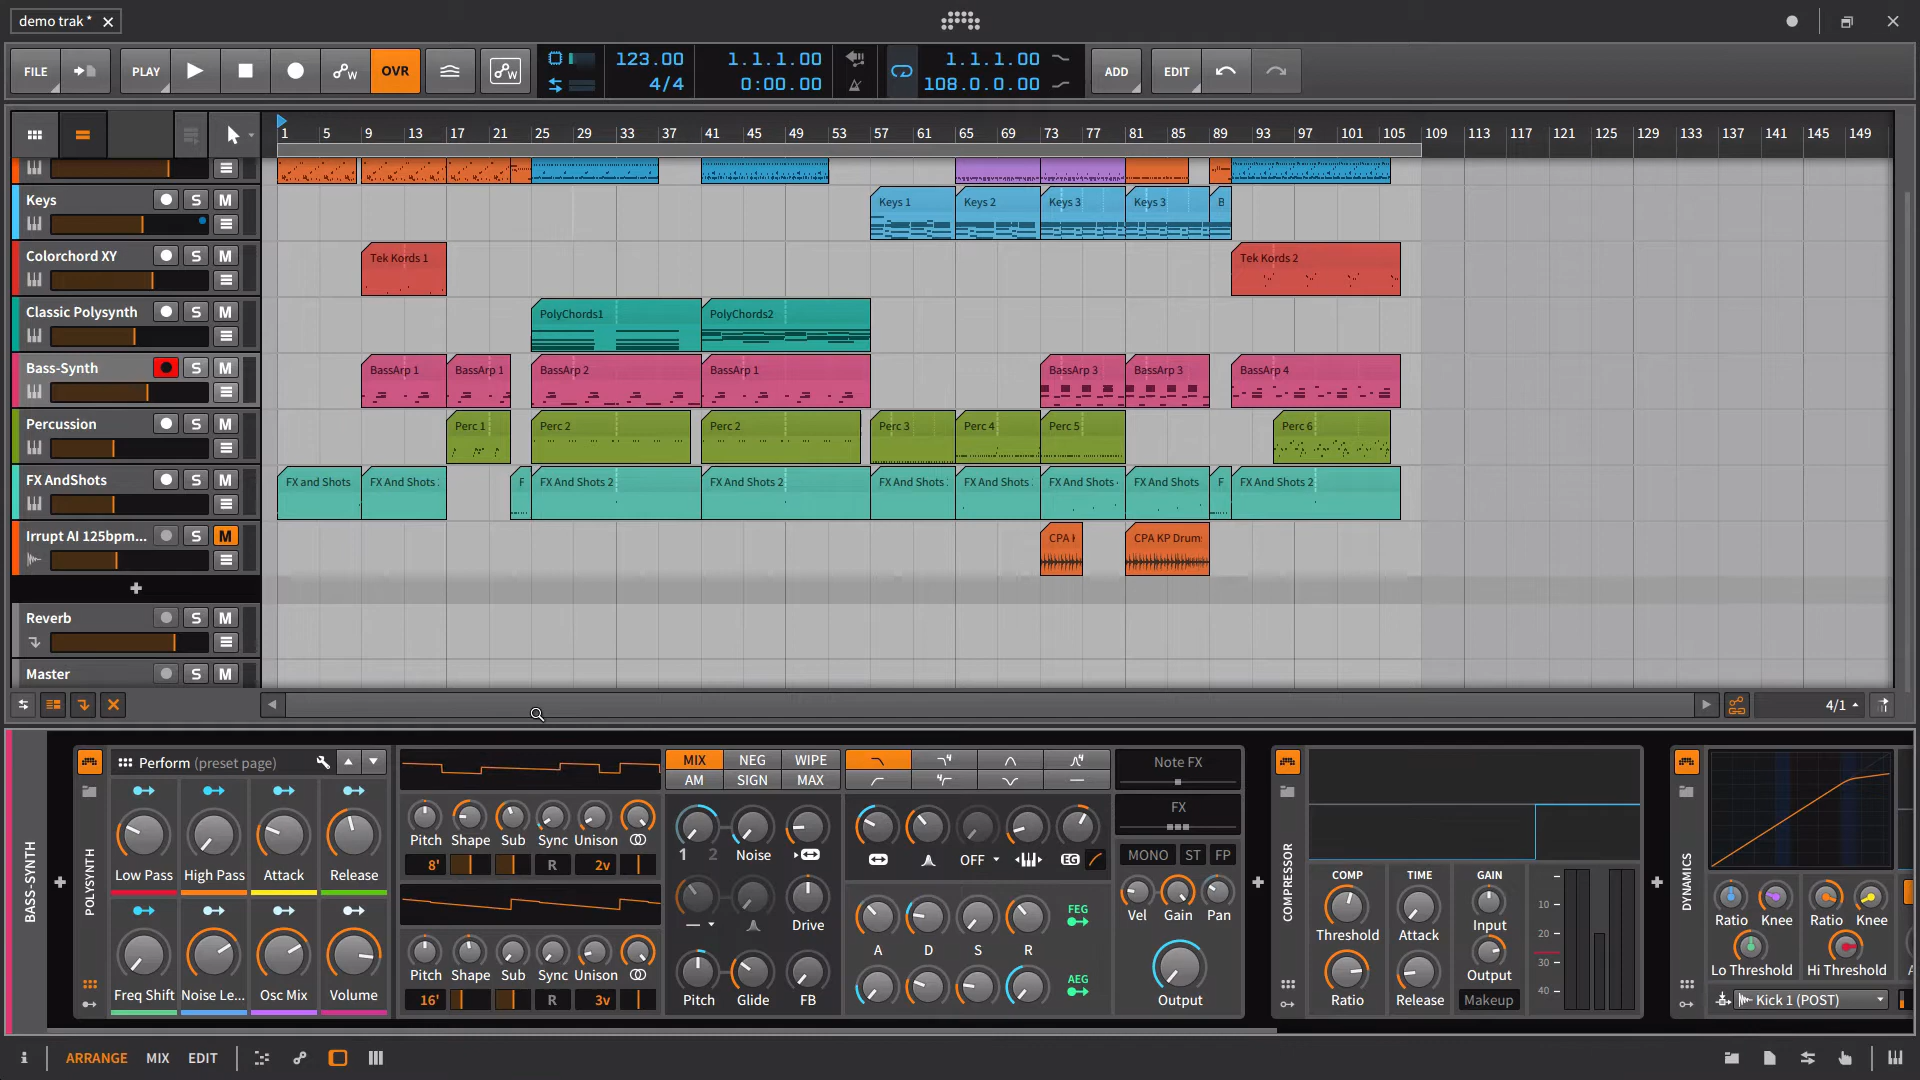 demo trak *
FILE
PLAY
OVR
123.00
4/4
1.1.1.00
0:00.00
1.1.1.00
108.0.0.00
ADD
EDIT
1 5 9 13 17 21 25 29 33 37 41 45 49 53 57 61 65 69 73 77 81 85 89 93 97 101 105 109 113 117 121 125 129 133 137 141 145 149
Keys S M
Keys 1 Keys 2 Keys 3 Keys 3 B
Colorchord XY S M
Tek Kords 1 Tek Kords 2
Classic Polysynth S M
PolyChords1 PolyChords2
Bass-Synth S M
BassArp 1 BassArp 1 BassArp 2 BassArp 1 BassArp 3 BassArp 3 BassArp 4
Percussion S M
Perc 1 Perc 2 Perc 2 Perc 3 Perc 4 Perc 5 Perc 6
FX AndShots S M
FX and Shots FX And Shots FX And Shots 2 FX And Shots 2 FX And Shots FX And Shots FX And Shots FX And Shots F FX And Shots 2
Irrupt AI 125bpm... S M
CPA CPA KP Drum
Reverb S M
Master S M
4/1
BASS-SYNTH
POLYSYNTH
Perform (preset page)
Low Pass High Pass Attack Release
Freq Shift Noise Le... Osc Mix Volume
Pitch Shape Sub Sync Unison
8' R 2v
Pitch Shape Sub Sync Unison
16' R 3v
MIX NEG WIPE
AM SIGN MAX
1 2 Noise
Drive
Pitch Glide FB
OFF EG
A D S R
FEG
AEG
Note FX
FX
MONO ST FP
Vel Gain Pan
Output
COMPRESSOR
COMP TIME GAIN
Threshold Attack Input
Output
Ratio Release Makeup
10
20
30
40
DYNAMICS
Ratio Knee Ratio Knee
Lo Threshold Hi Threshold
Kick 1 (POST)
ARRANGE MIX EDIT